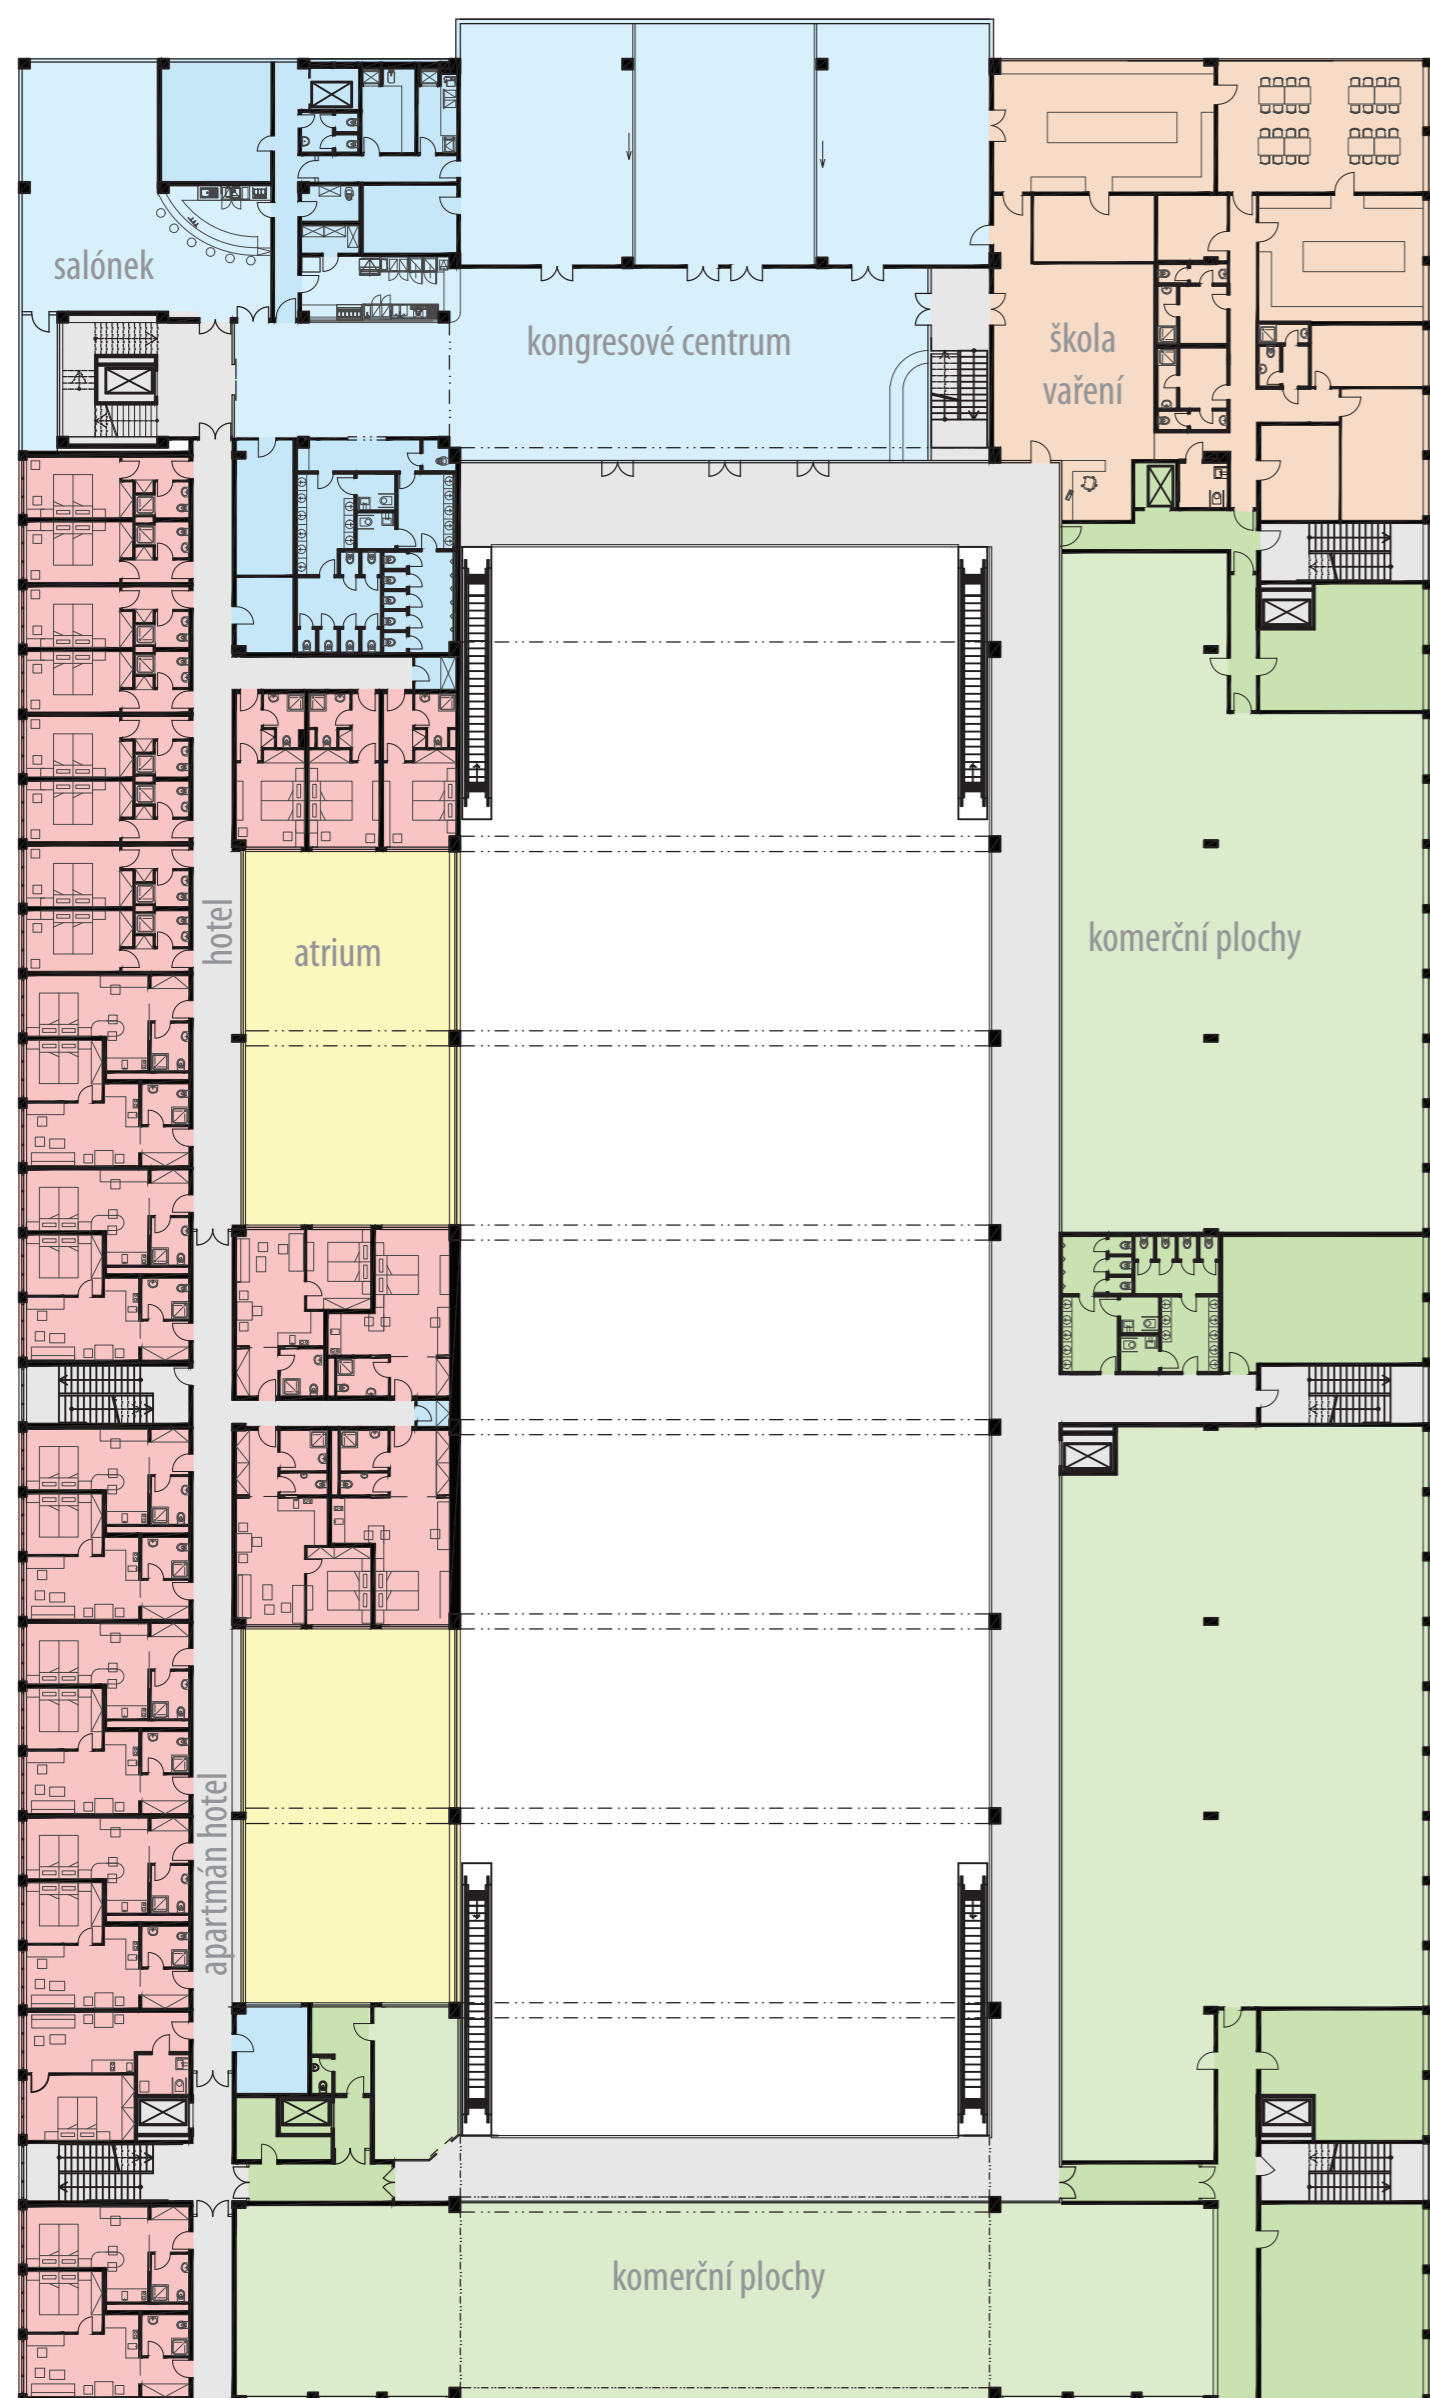 salónek
kongresové centrum
škola
vaření
hotel
atrium
komerční plochy
apartmán hotel
komerční plochy